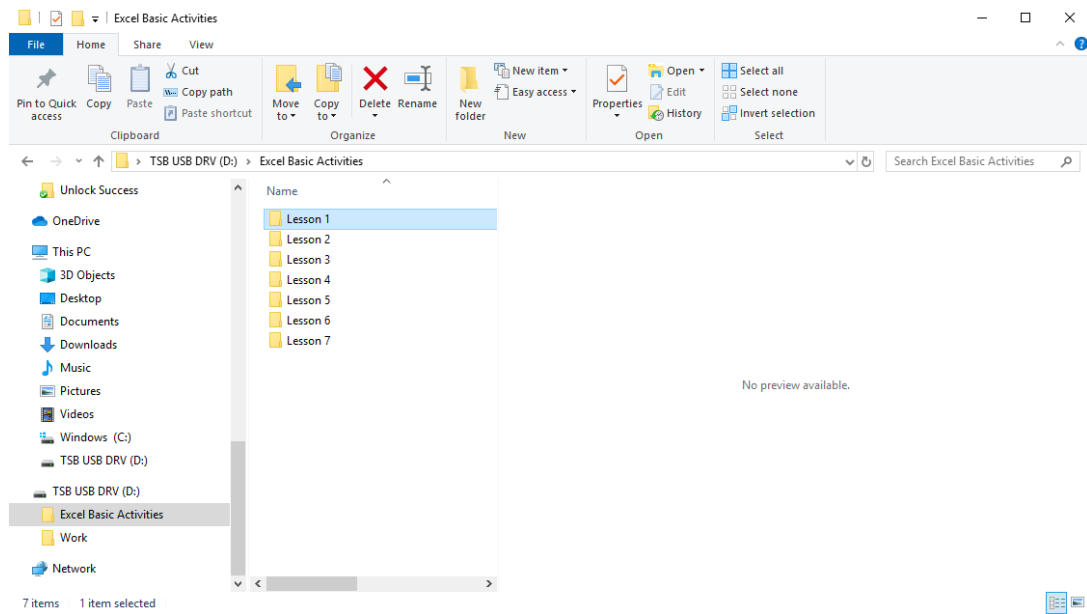 Excel Basic Activities
File Home Share View
Pin to Quick access
Copy
Paste
Cut
Copy path
Paste shortcut
Clipboard
Move to
Copy to
Delete
Rename
Organize
New folder
New item
Easy access
New
Properties
Open
Edit
History
Open
Select all
Select none
Invert selection
Select
TSB USB DRV (D:) Excel Basic Activities
Search Excel Basic Activities
Unlock Success
OneDrive
This PC
3D Objects
Desktop
Documents
Downloads
Music
Pictures
Videos
Windows (C:)
TSB USB DRV (D:)
TSB USB DRV (D:)
Excel Basic Activities
Work
Network
Name
Lesson 1
Lesson 2
Lesson 3
Lesson 4
Lesson 5
Lesson 6
Lesson 7
No preview available.
7 items 1 item selected